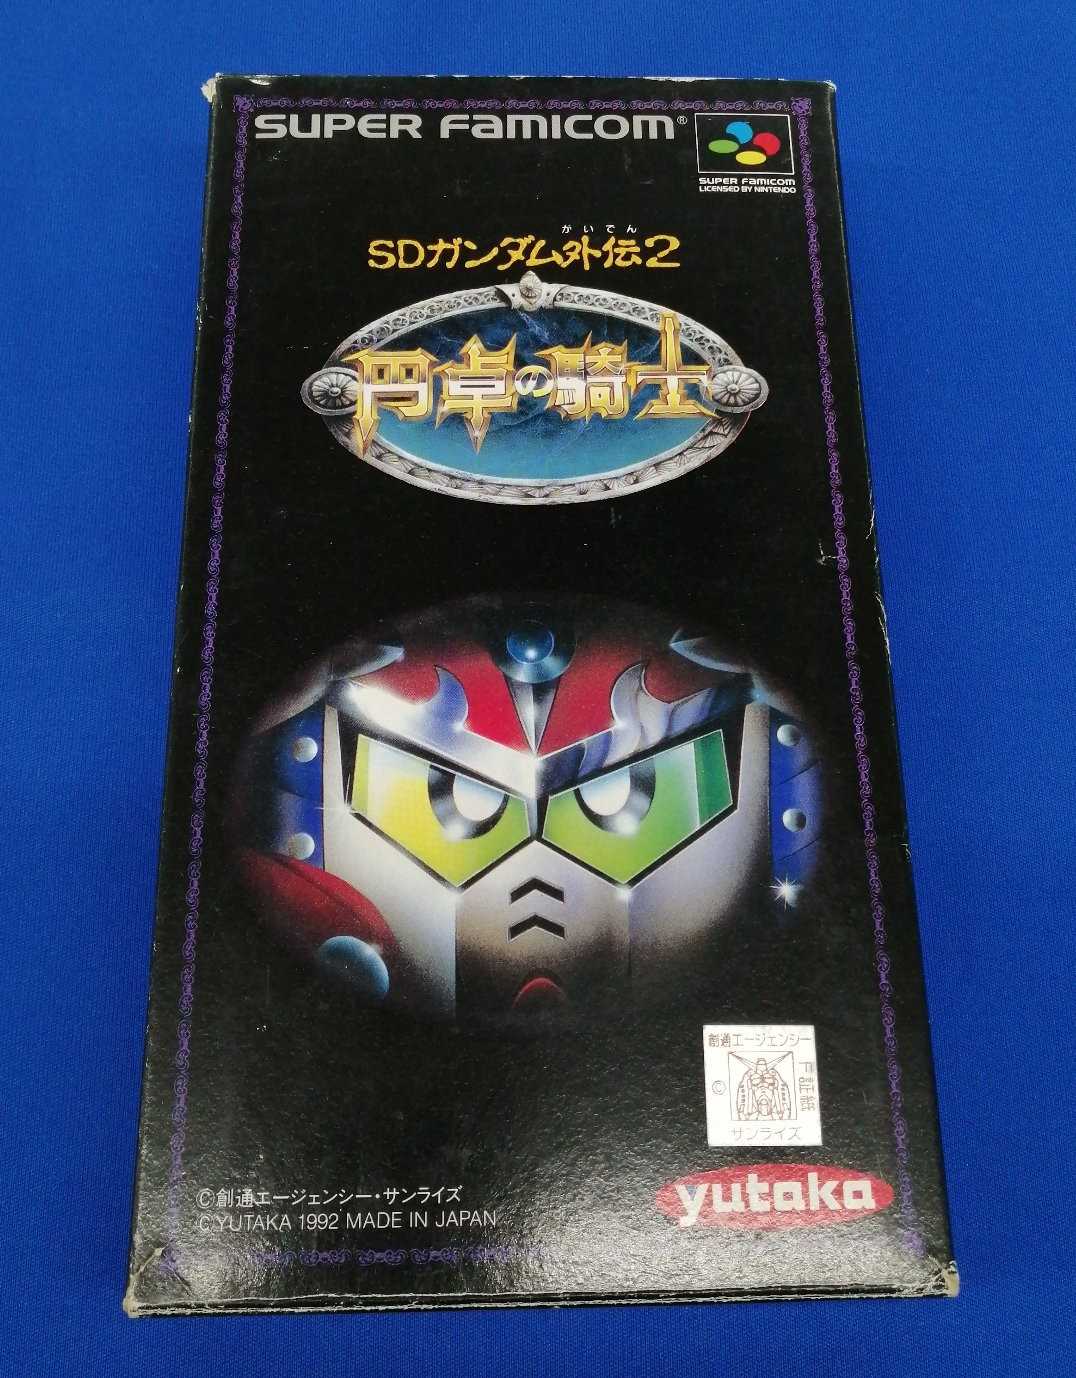 SUPER FAMICOM®
SUPER FAMICOM
LICENSED BY NINTENDO
がいでん
SDガンダム外伝2
円卓の騎士
創通エージェンシー
©
証紙
サンライズ
yutaka
©創通エージェンシー・サンライズ
©YUTAKA 1992 MADE IN JAPAN